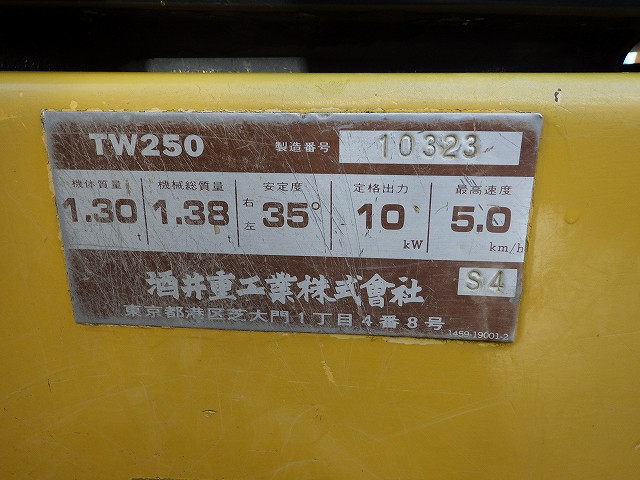 TW250 製造番号 10323
機体質量 機械総質量 安定度 定格出力 最高速度
1.30 t 1.38 t 右左 35° 10 kW 5.0 km/h
酒井重工業株式會社 S4
東京都港区芝大門1丁目4番8号
1459-19001-2